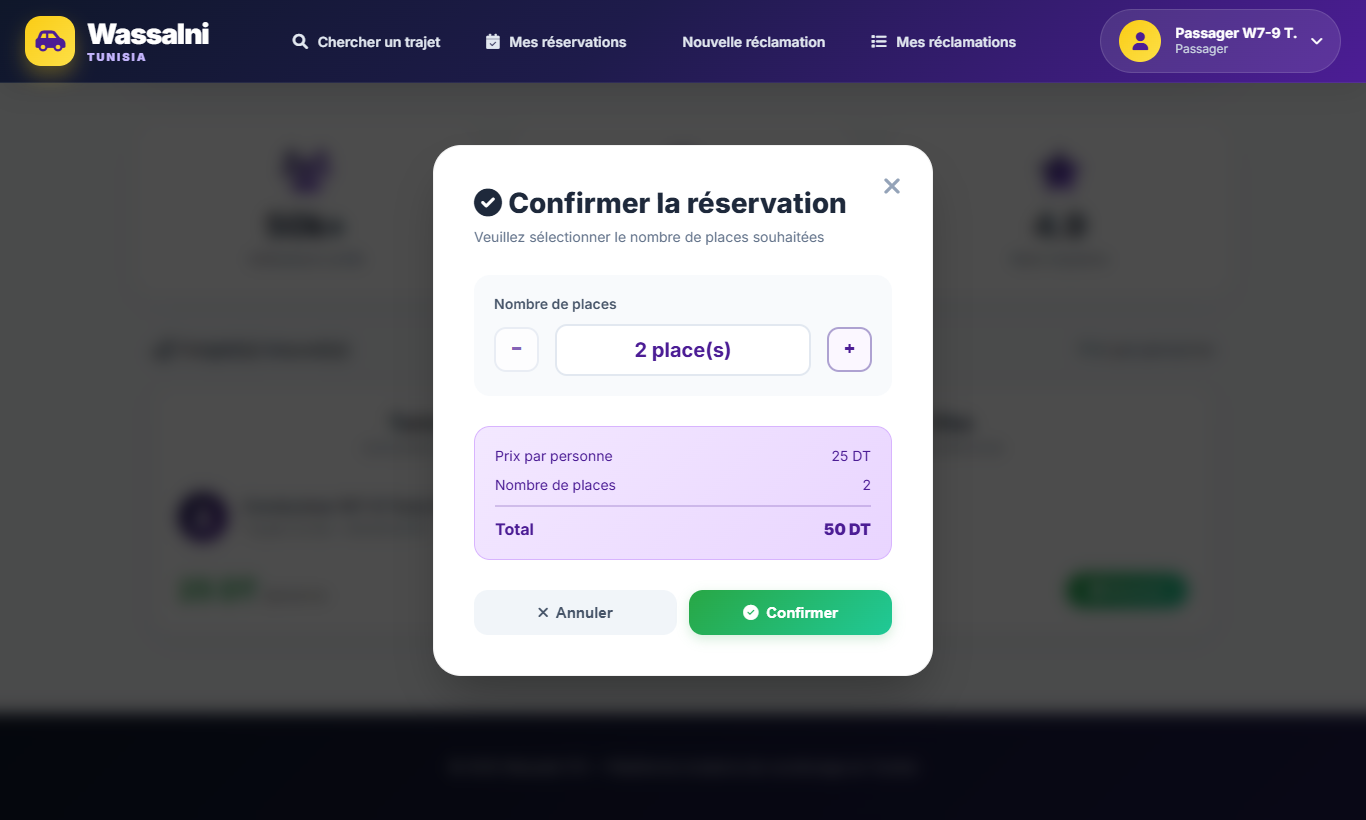 Wassalni
TUNISIA
Chercher un trajet
Mes réservations
Nouvelle réclamation
Mes réclamations
Passager W7-9 T.
Passager
Confirmer la réservation
Veuillez sélectionner le nombre de places souhaitées
Nombre de places
−
2 place(s)
+
Prix par personne 25 DT
Nombre de places 2
Total 50 DT
Annuler
Confirmer